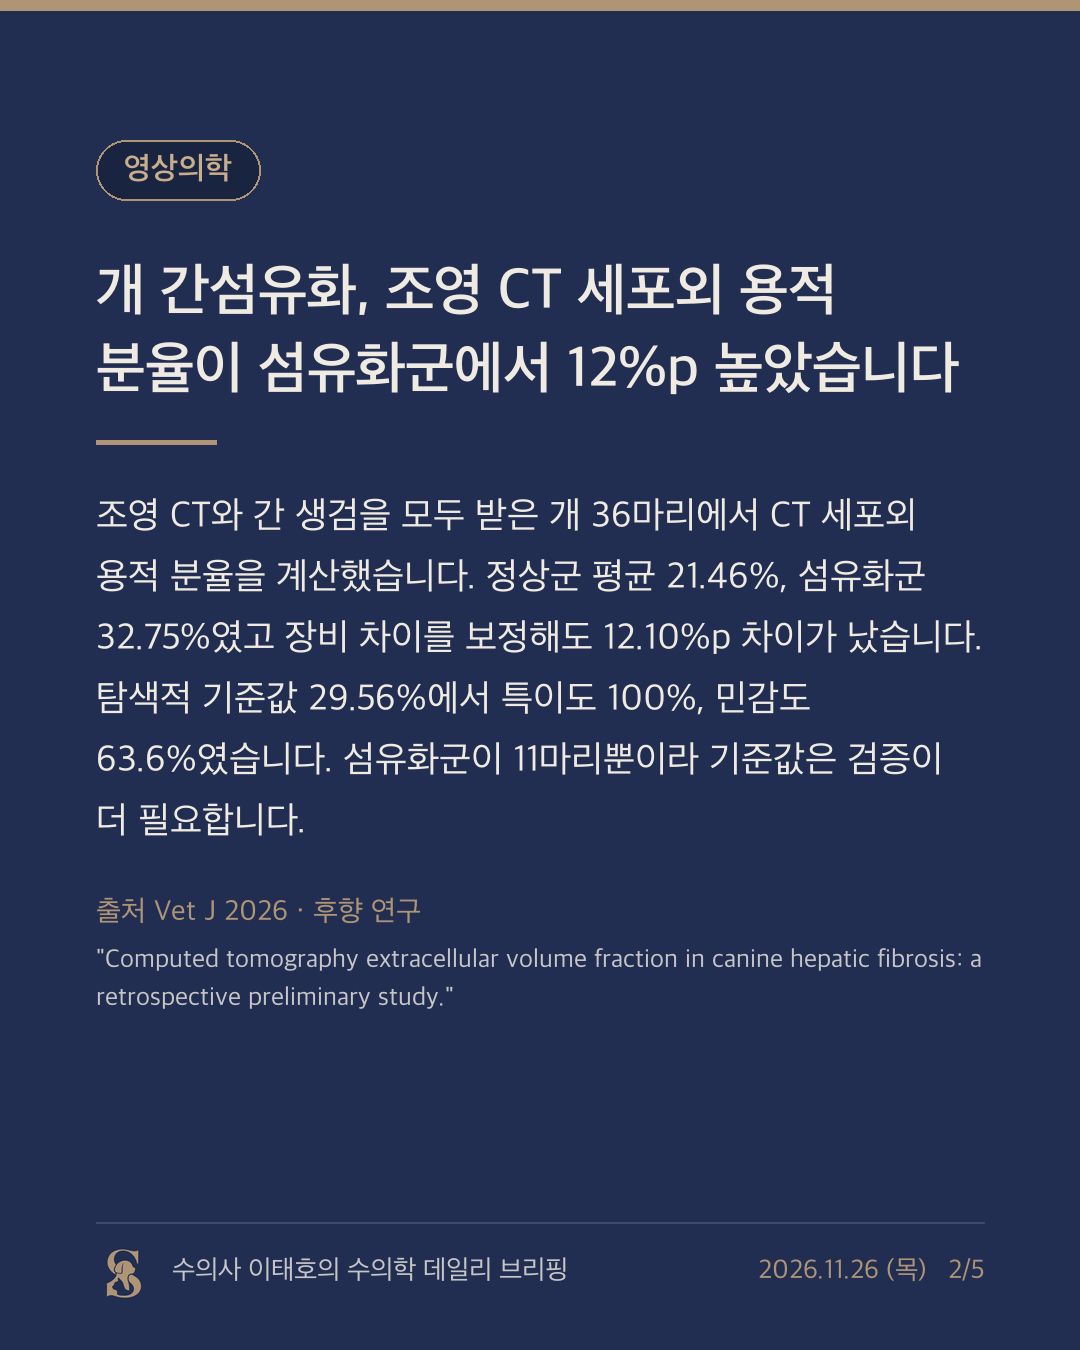 영상의학
개 간섬유화, 조영 CT 세포외 용적
분율이 섬유화군에서 12%p 높았습니다
조영 CT와 간 생검을 모두 받은 개 36마리에서 CT 세포외
용적 분율을 계산했습니다. 정상군 평균 21.46%, 섬유화군
32.75%였고 장비 차이를 보정해도 12.10%p 차이가 났습니다.
탐색적 기준값 29.56%에서 특이도 100%, 민감도
63.6%였습니다. 섬유화군이 11마리뿐이라 기준값은 검증이
더 필요합니다.
출처 Vet J 2026 · 후향 연구
"Computed tomography extracellular volume fraction in canine hepatic fibrosis: a
retrospective preliminary study."
수의사 이태호의 수의학 데일리 브리핑 2026.11.26 (목) 2/5